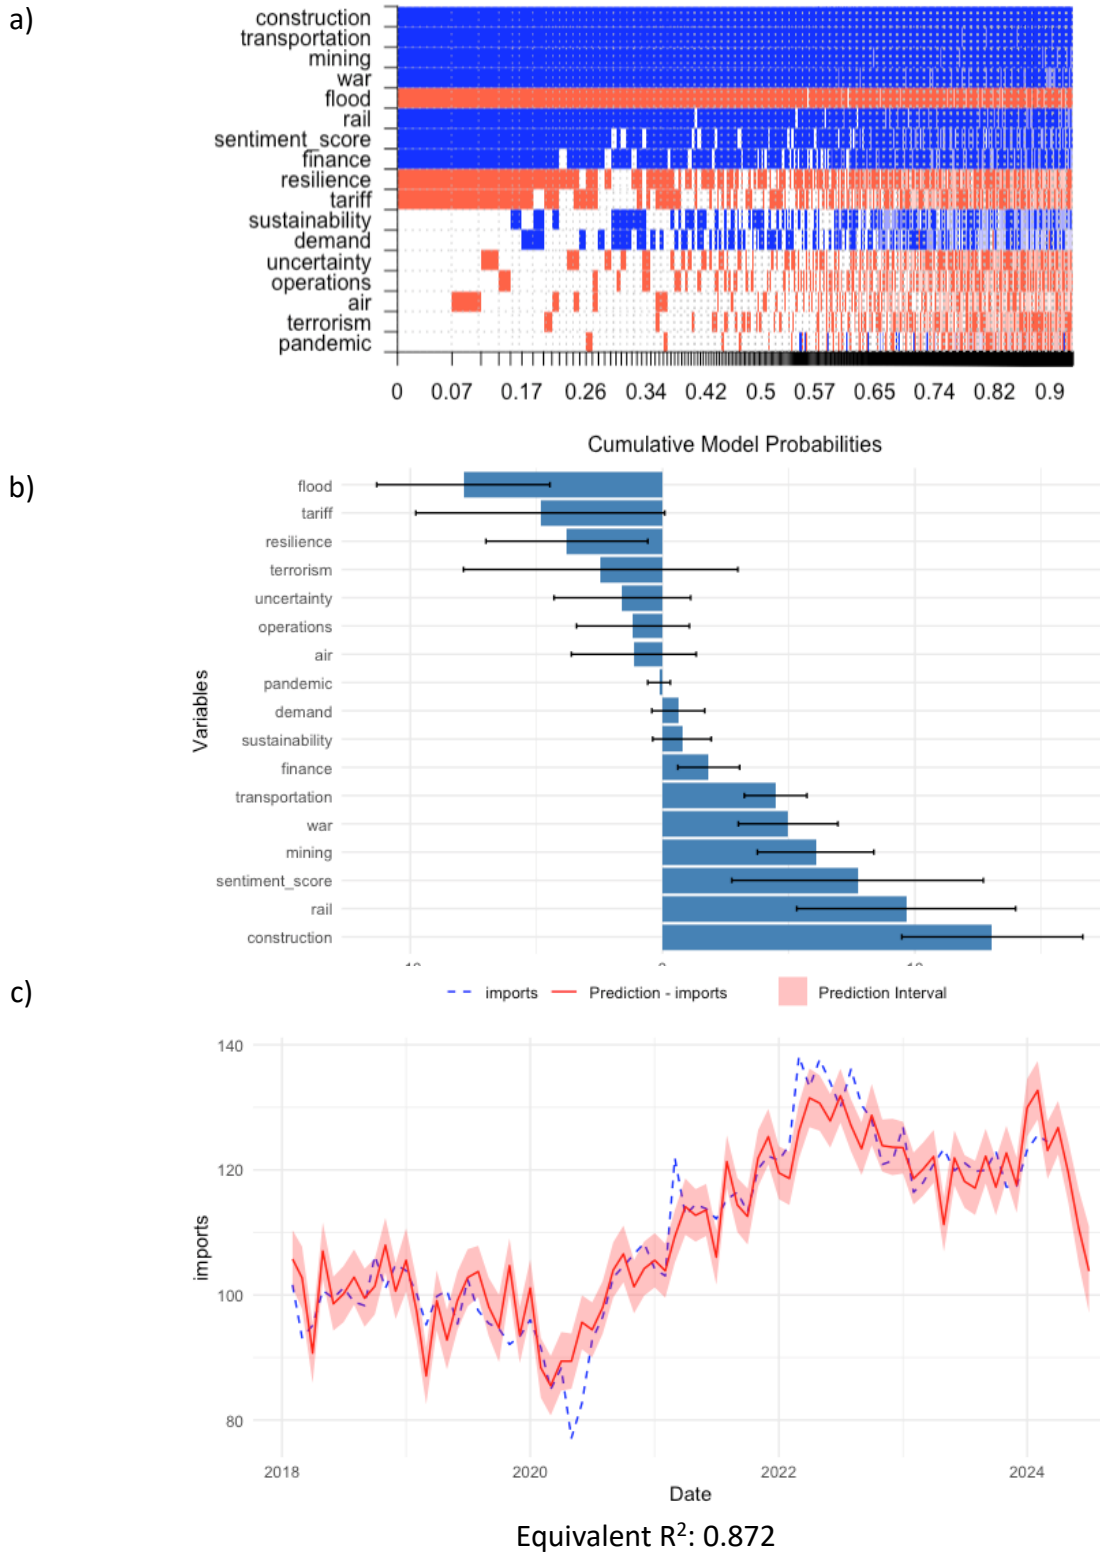 a)
construction
transportation
mining
war
flood
rail
sentiment_score
finance
resilience
tariff
sustainability
demand
uncertainty
operations
air
terrorism
pandemic
0 0.07 0.17 0.26 0.34 0.42 0.5 0.57 0.65 0.74 0.82 0.9
Cumulative Model Probabilities
b)
flood
tariff
resilience
terrorism
uncertainty
operations
air
pandemic
demand
sustainability
finance
transportation
war
mining
sentiment_score
rail
construction
Variables
c)
imports Prediction - imports Prediction Interval
140
120
100
80
imports
2018 2020 2022 2024
Date
Equivalent R²: 0.872